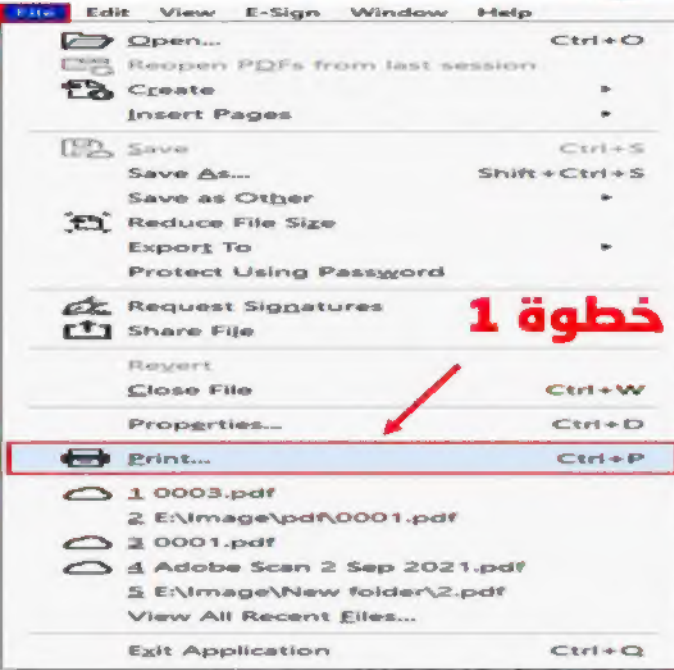 File Edit View E-Sign Window Help
Open... Ctrl+O
Reopen PDFs from last session
Create
Insert Pages
Save Ctrl+S
Save As... Shift+Ctrl+S
Save as Other
Reduce File Size
Export To
Protect Using Password
Request Signatures
خطوة 1
Share File
Revert
Close File Ctrl+W
Properties... Ctrl+D
Print... Ctrl+P
1 0003.pdf
2 E:\Image\pdf\0001.pdf
3 0001.pdf
4 Adobe Scan 2 Sep 2021.pdf
5 E:\Image\New folder\2.pdf
View All Recent Files...
Exit Application Ctrl+Q